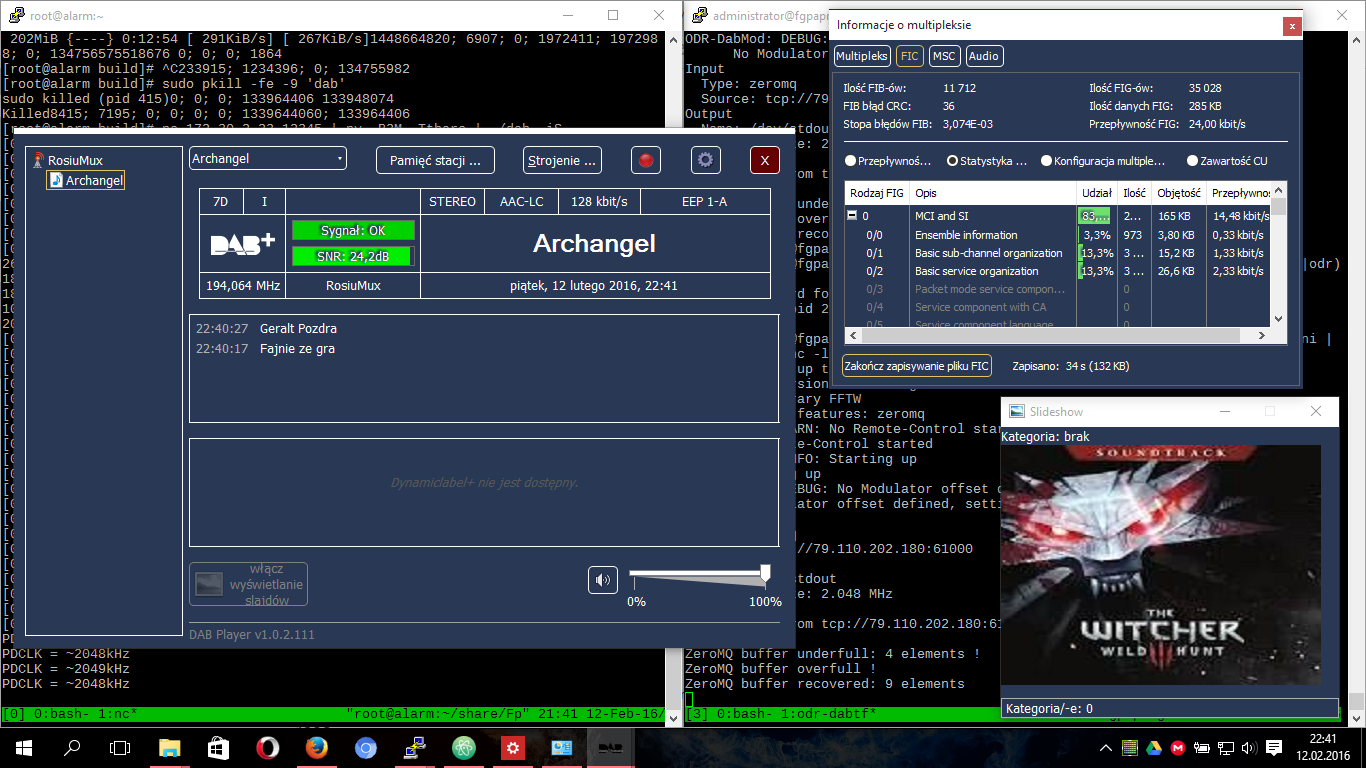 root@alarm:~
202MiB {----} 0:12:54 [ 291KiB/s] [ 267KiB/s]1448664820; 6907; 0; 1972411; 197298
8; 0; 134756575518676 0; 0; 0; 1864
[root@alarm build]# ^C233915; 1234396; 0; 134755982
[root@alarm build]# sudo pkill -fe -9 'dab'
sudo killed (pid 415)0; 0; 0; 133964406 133948074
Killed8415; 7195; 0; 0; 0; 0; 1339644060; 133964406
PDCLK = ~2048kHz
PDCLK = ~2049kHz
PDCLK = ~2048kHz
[0] 0:bash- 1:nc* "root@alarm:~/share/Fp" 21:41 12-Feb-16/
RosiuMux
Archangel
Archangel
Pamięć stacji ...
Strojenie ...
X
7D I STEREO AAC-LC 128 kbit/s EEP 1-A
DAB+
Sygnał: OK
SNR: 24,2dB
Archangel
194,064 MHz RosiuMux piątek, 12 lutego 2016, 22:41
22:40:27 Geralt Pozdra
22:40:17 Fajnie ze gra
Dynamiclabel+ nie jest dostępny.
włącz
wyświetlanie
slajdów
0% 100%
DAB Player v1.0.2.111
administrator@fgpapr
ODR-DabMod: DEBUG:
No Modulator
Input
Type: zeromq
Source: tcp://79
Output
|odr)
ni |
rary FFTW
features: zeromq
ARN: No Remote-Control star
e-Control started
NFO: Starting up
g up
EBUG: No Modulator offset d
ator offset defined, setti
//79.110.202.180:61000
stdout
te: 2.048 MHz
rom tcp://79.110.202.180:61
ZeroMQ buffer underfull: 4 elements !
ZeroMQ buffer overfull !
ZeroMQ buffer recovered: 9 elements
[3] 0:bash- 1:odr-dabtf*
Informacje o multipleksie
x
Multipleks FIC MSC Audio
Ilość FIB-ów: 11 712 Ilość FIG-ów: 35 028
FIB błąd CRC: 36 Ilość danych FIG: 285 KB
Stopa błędów FIB: 3,074E-03 Przepływność FIG: 24,00 kbit/s
Przepływnoś... Statystyka ... Konfiguracja multiple... Zawartość CU
Rodzaj FIG Opis Udział Ilość Objętość Przepływnoś
0 MCI and SI 83,... 2... 165 KB 14,48 kbit/s
0/0 Ensemble information 3,3% 973 3,80 KB 0,33 kbit/s
0/1 Basic sub-channel organization 13,3% 3 ... 15,2 KB 1,33 kbit/s
0/2 Basic service organization 13,3% 3 ... 26,6 KB 2,33 kbit/s
0/3 Packet mode service compon... 0
0/4 Service component with CA 0
0/5 Service component language 0
Zakończ zapisywanie pliku FIC Zapisano: 34 s (132 KB)
Slideshow
Kategoria: brak
SOUNDTRACK
THE
WITCHER
WILD HUNT
Kategoria/-e: 0
22:41
12.02.2016